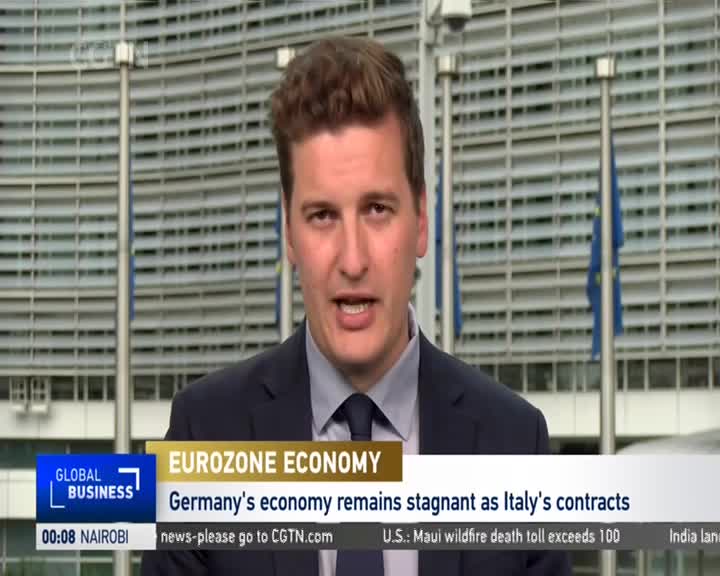 CGTN
EUROZONE ECONOMY
GLOBAL
BUSINESS
Germany's economy remains stagnant as Italy's contracts
00:08 NAIROBI
news-please go to CGTN.com U.S.: Maui wildfire death toll exceeds 100 India lan